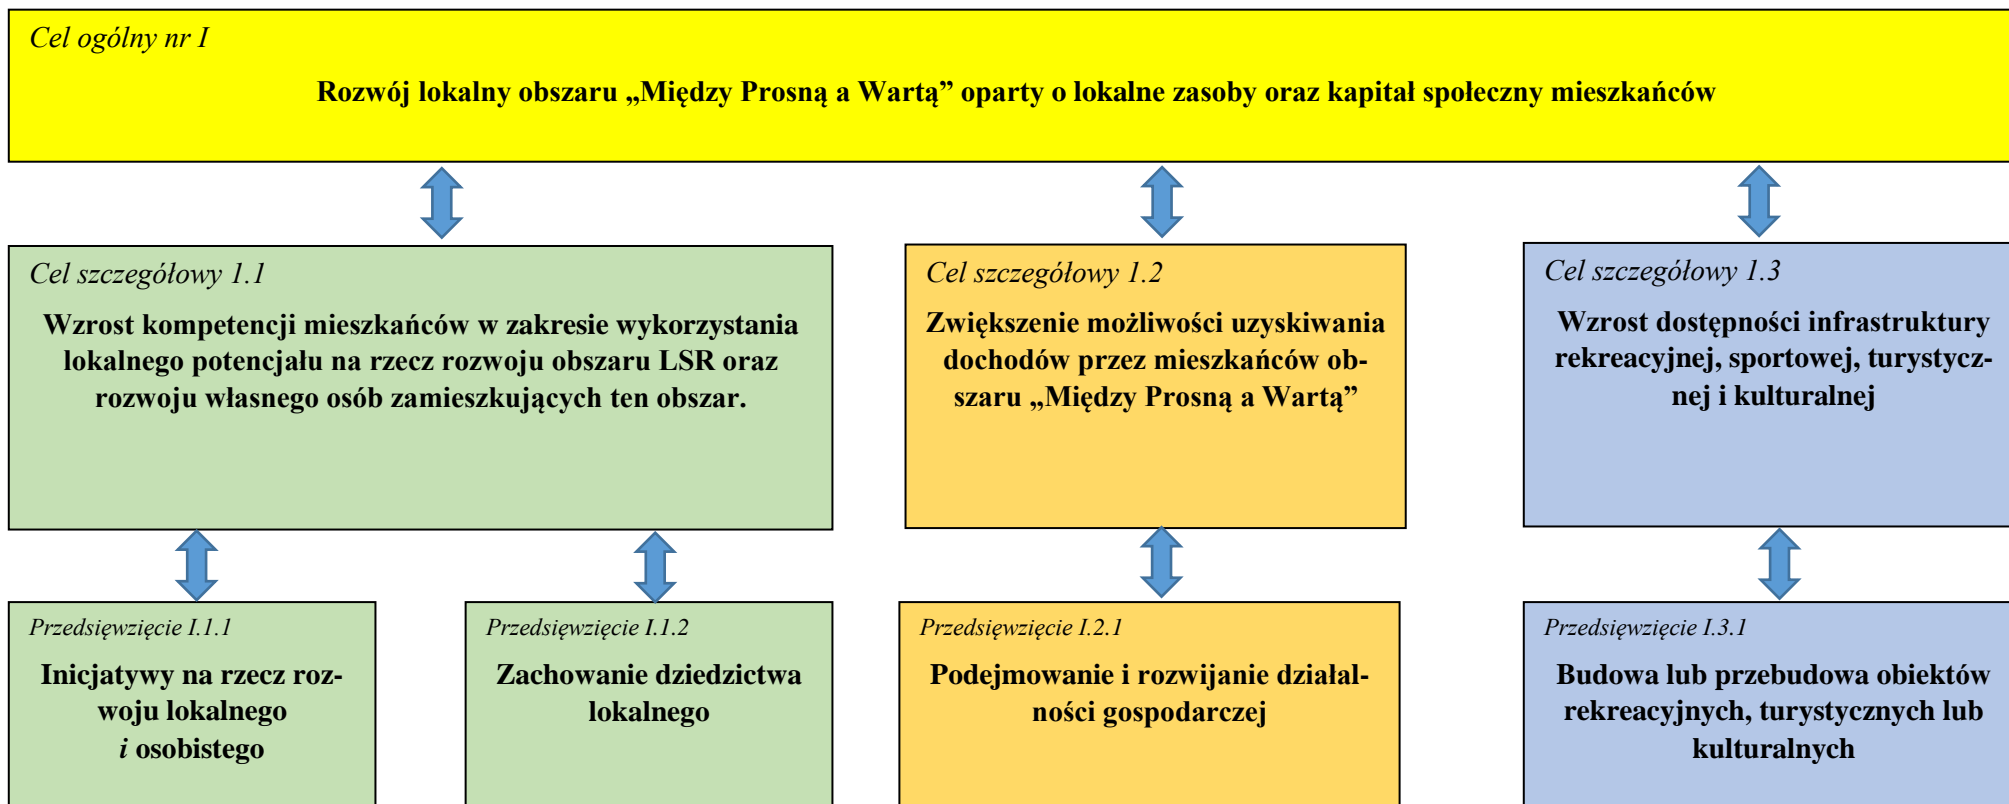 Cel ogólny nr I
Rozwój lokalny obszaru „Między Prosną a Wartą” oparty o lokalne zasoby oraz kapitał społeczny mieszkańców
Cel szczegółowy 1.1
Wzrost kompetencji mieszkańców w zakresie wykorzystania
lokalnego potencjału na rzecz rozwoju obszaru LSR oraz
rozwoju własnego osób zamieszkujących ten obszar.
Cel szczegółowy 1.2
Zwiększenie możliwości uzyskiwania
dochodów przez mieszkańców ob-
szaru „Między Prosną a Wartą”
Cel szczegółowy 1.3
Wzrost dostępności infrastruktury
rekreacyjnej, sportowej, turystycz-
nej i kulturalnej
Przedsięwzięcie I.1.1
Inicjatywy na rzecz roz-
woju lokalnego
i osobistego
Przedsięwzięcie I.1.2
Zachowanie dziedzictwa
lokalnego
Przedsięwzięcie I.2.1
Podejmowanie i rozwijanie działal-
ności gospodarczej
Przedsięwzięcie I.3.1
Budowa lub przebudowa obiektów
rekreacyjnych, turystycznych lub
kulturalnych